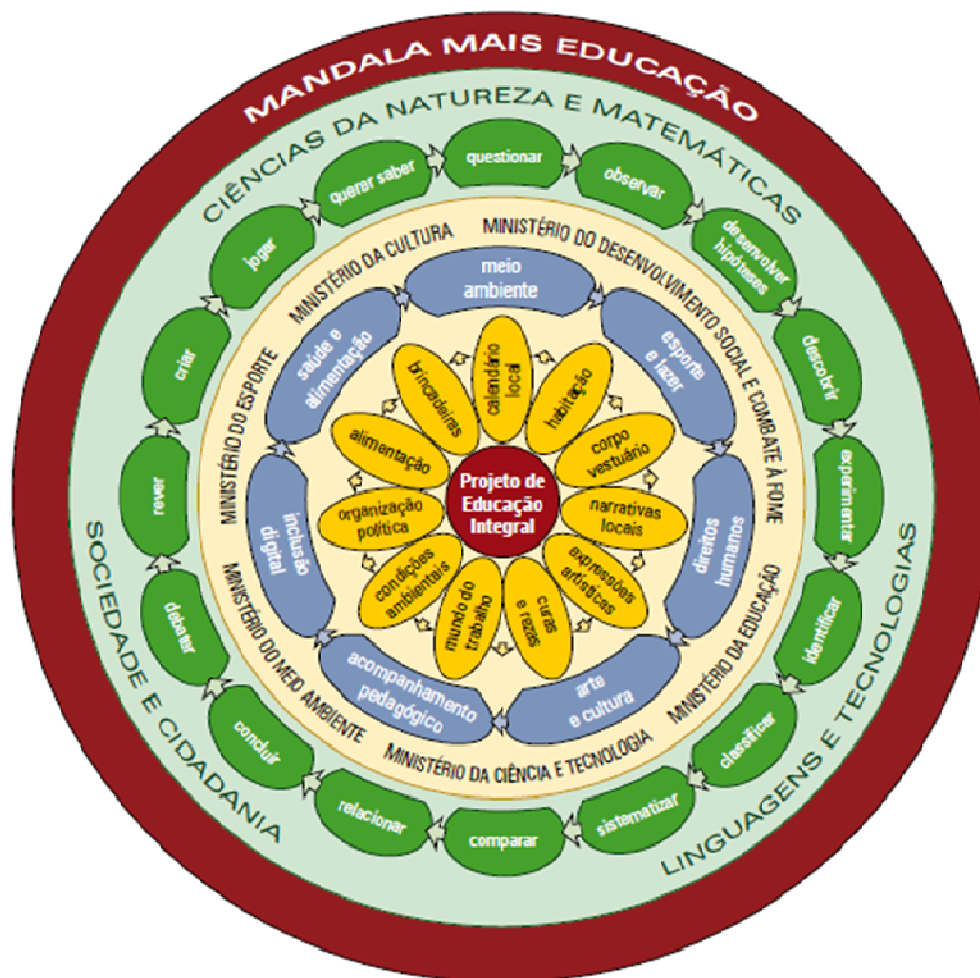 MANDALA MAIS EDUCAÇÃO
CIÊNCIAS DA NATUREZA E MATEMÁTICAS
LINGUAGENS E TECNOLOGIAS
SOCIEDADE E CIDADANIA
questionar
observar
desenvolver
hipóteses
descobrir
experimentar
identificar
classificar
sistematizar
comparar
relacionar
concluir
debater
rever
criar
jogar
querer saber
MINISTÉRIO DA CULTURA
MINISTÉRIO DO DESENVOLVIMENTO SOCIAL E COMBATE À FOME
MINISTÉRIO DA EDUCAÇÃO
MINISTÉRIO DA CIÊNCIA E TECNOLOGIA
MINISTÉRIO DO MEIO AMBIENTE
MINISTÉRIO DO ESPORTE
meio
ambiente
esporte
e lazer
direitos
humanos
arte
e cultura
acompanhamento
pedagógico
inclusão
digital
saúde e
alimentação
calendário
local
habitação
corpo
vestuário
narrativas
locais
expressões
artísticas
curas
e rezas
mundo do
trabalho
condições
ambientais
organização
política
alimentação
brincadeiras
Projeto de
Educação
Integral